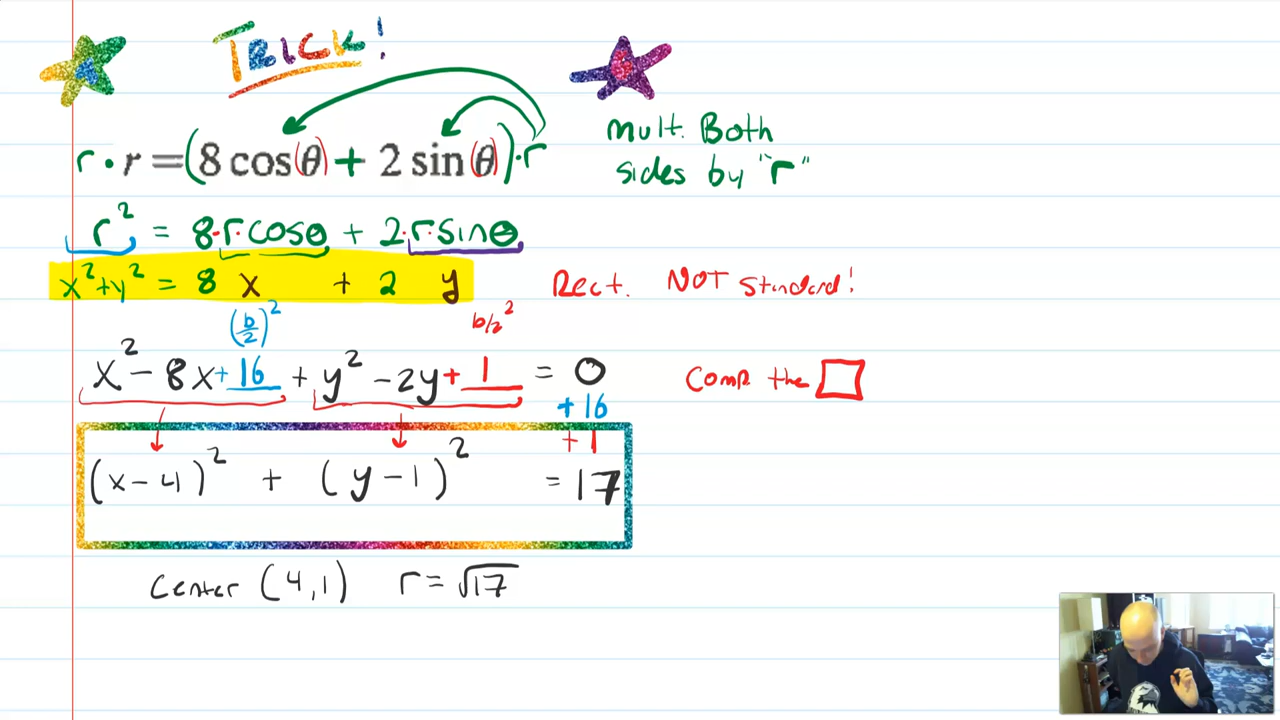 TRICK!
r • r = (8 cos(θ) + 2 sin(θ)) • r
mult. Both
sides by "r"
r² = 8 • r • cosθ + 2 • r • sinθ
x² + y² = 8 x + 2 y
Rect. NOT standard!
(b/2)² b/2²
x² - 8x + 16 + y² - 2y + 1 = 0
Comp the □
+ 16
+ 1
(x - 4)² + (y - 1)² = 17
Center (4,1) r = √17